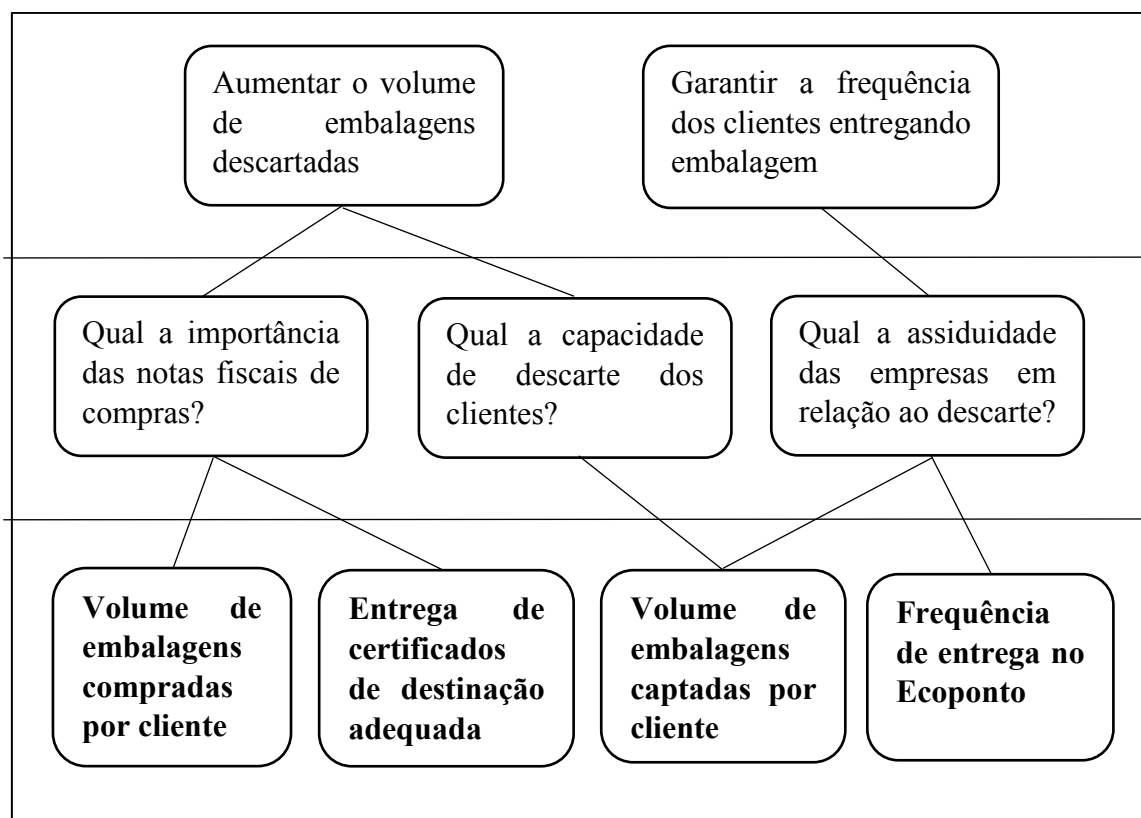 Aumentar o volume
de embalagens
descartadas
Garantir a frequência
dos clientes entregando
embalagem
Qual a importância
das notas fiscais de
compras?
Qual a capacidade
de descarte dos
clientes?
Qual a assiduidade
das empresas em
relação ao descarte?
Volume de
embalagens
compradas
por cliente
Entrega de
certificados
de destinação
adequada
Volume de
embalagens
captadas por
cliente
Frequência
de entrega no
Ecoponto